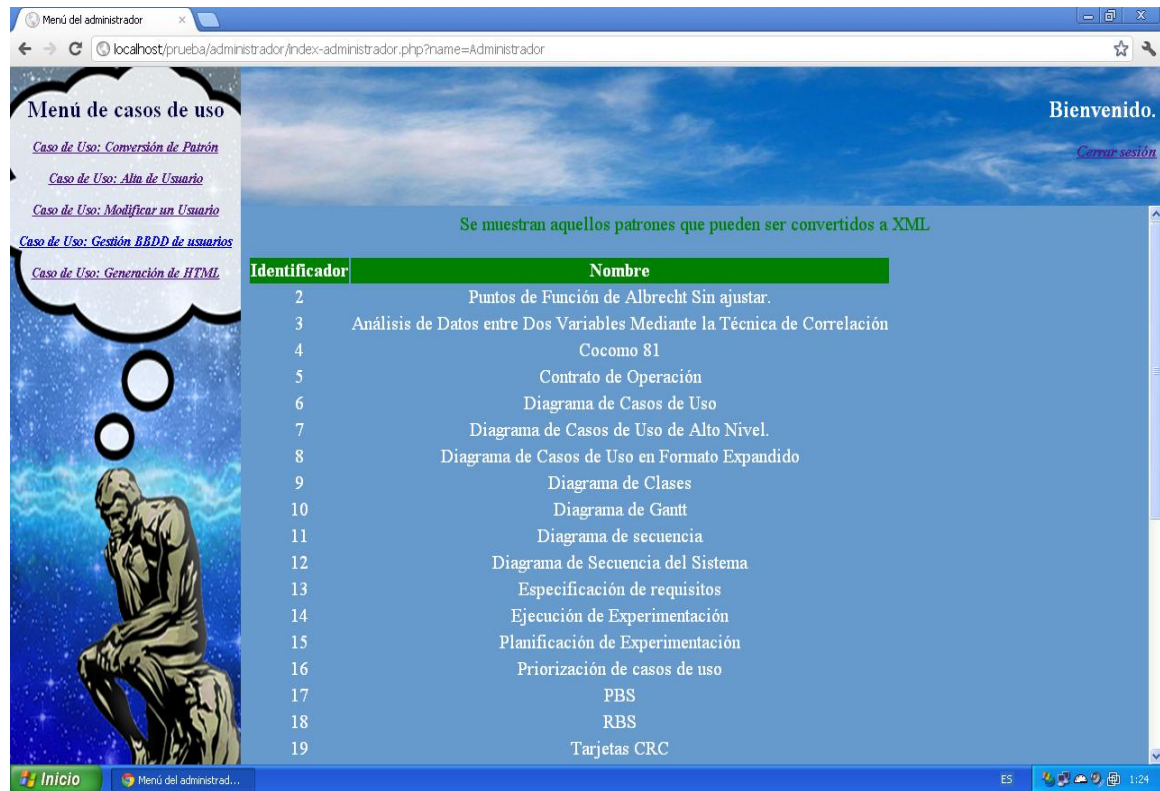 Menú del administrador
localhost/prueba/administrador/index-administrador.php?name=Administrador
Menú de casos de uso
Caso de Uso: Conversión de Patrón
Caso de Uso: Alta de Usuario
Caso de Uso: Modificar un Usuario
Caso de Uso: Gestión BBDD de usuarios
Caso de Uso: Generación de HTML
Bienvenido.
Cerrar sesión
Se muestran aquellos patrones que pueden ser convertidos a XML
Identificador Nombre
2 Puntos de Función de Albrecht Sin ajustar.
3 Análisis de Datos entre Dos Variables Mediante la Técnica de Correlación
4 Cocomo 81
5 Contrato de Operación
6 Diagrama de Casos de Uso
7 Diagrama de Casos de Uso de Alto Nivel.
8 Diagrama de Casos de Uso en Formato Expandido
9 Diagrama de Clases
10 Diagrama de Gantt
11 Diagrama de secuencia
12 Diagrama de Secuencia del Sistema
13 Especificación de requisitos
14 Ejecución de Experimentación
15 Planificación de Experimentación
16 Priorización de casos de uso
17 PBS
18 RBS
19 Tarjetas CRC
Inicio
Menú del administrad...
ES
1:24